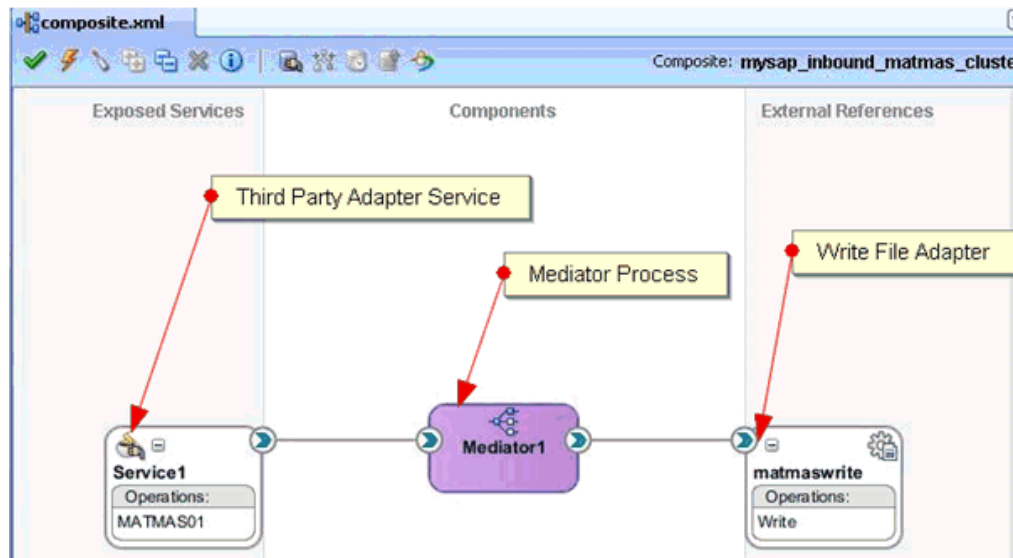 composite.xml
Composite: mysap_inbound_matmas_cluste
Exposed Services
Components
External References
Third Party Adapter Service
Write File Adapter
Mediator Process
Mediator1
Service1
Operations:
MATMAS01
matmaswrite
Operations:
Write